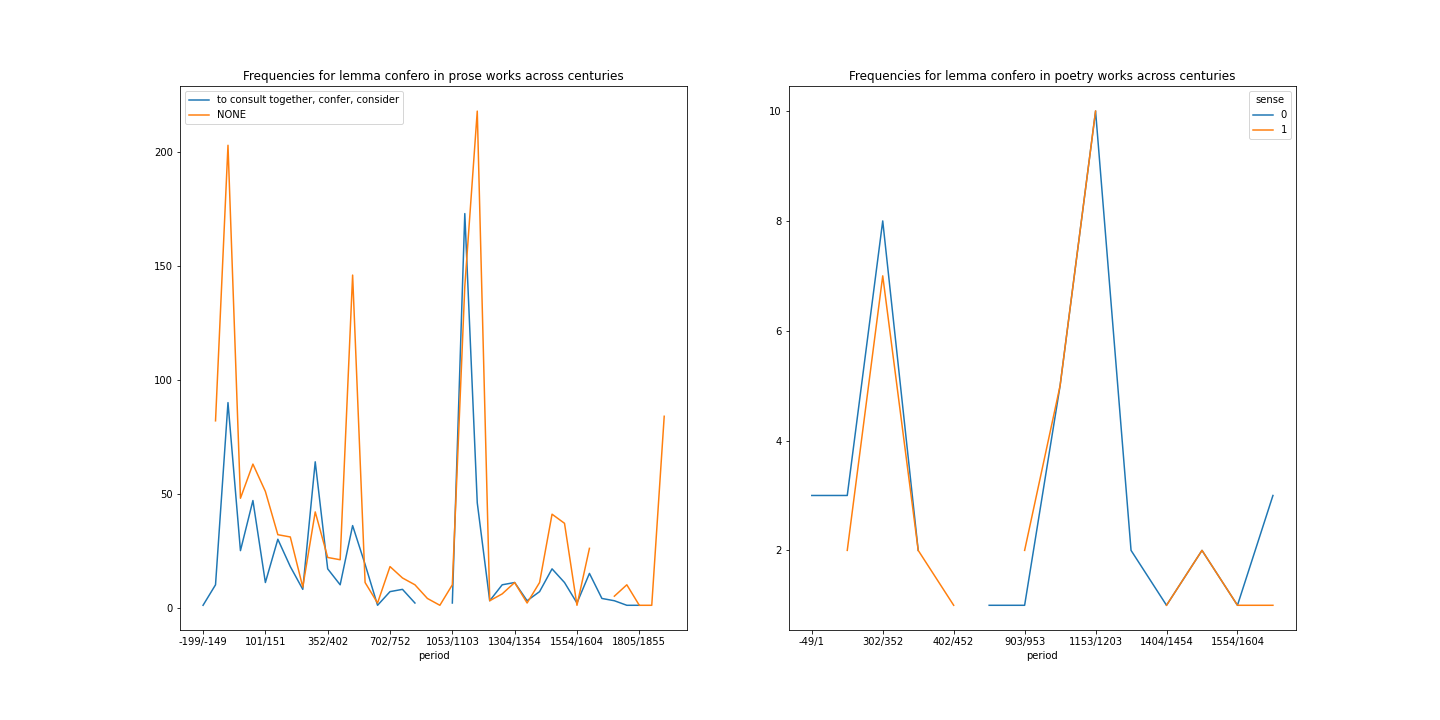 Frequencies for lemma confero in prose works across centuries
to consult together, confer, consider
NONE
200
150
100
50
0
-199/-149 101/151 352/402 702/752 1053/1103 1304/1354 1554/1604 1805/1855
period
Frequencies for lemma confero in poetry works across centuries
sense
0
1
10
8
6
4
2
-49/1 302/352 402/452 903/953 1153/1203 1404/1454 1554/1604
period